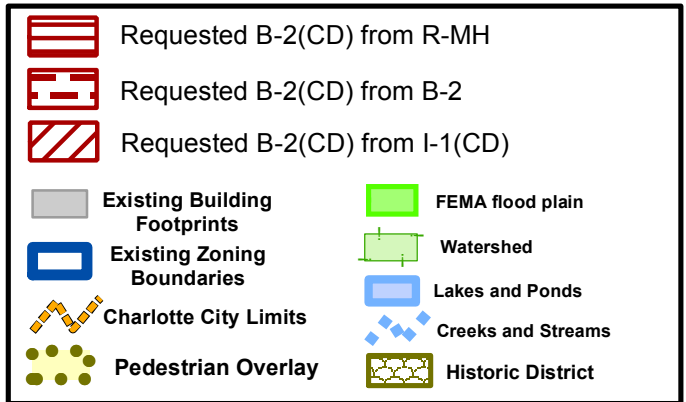 Requested B-2(CD) from R-MH
Requested B-2(CD) from B-2
Requested B-2(CD) from I-1(CD)
Existing Building
Footprints
Existing Zoning
Boundaries
Charlotte City Limits
Pedestrian Overlay
FEMA flood plain
Watershed
Lakes and Ponds
Creeks and Streams
Historic District